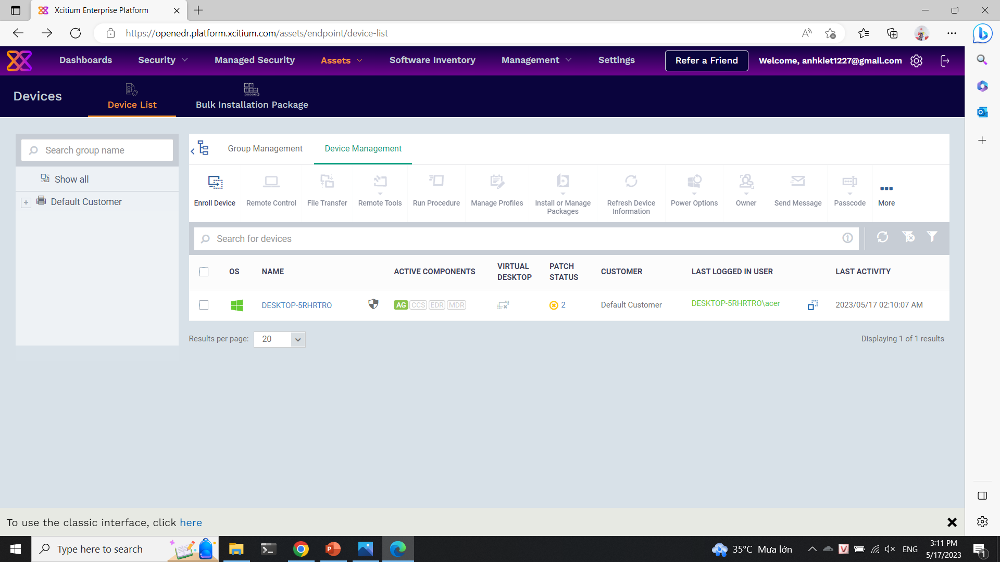 Xcitium Enterprise Platform
https://openedr.platform.xcitium.com/assets/endpoint/device-list
Dashboards Security Managed Security Assets Software Inventory Management Settings Refer a Friend Welcome, anhkiet1227@gmail.com
Devices
Device List
Bulk Installation Package
Search group name
Show all
Default Customer
Group Management Device Management
Enroll Device
Remote Control
File Transfer
Remote Tools
Run Procedure
Manage Profiles
Install or Manage
Packages
Refresh Device
Information
Power Options
Owner
Send Message
Passcode
More
Search for devices
OS NAME ACTIVE COMPONENTS VIRTUAL DESKTOP PATCH STATUS CUSTOMER LAST LOGGED IN USER LAST ACTIVITY
DESKTOP-5RHRTRO AG CCS EDR MDR 2 Default Customer DESKTOP-5RHRTRO\acer 2023/05/17 02:10:07 AM
Results per page: 20 Displaying 1 of 1 results
To use the classic interface, click here
Type here to search
35°C Mưa lớn
ENG
3:11 PM
5/17/2023
1